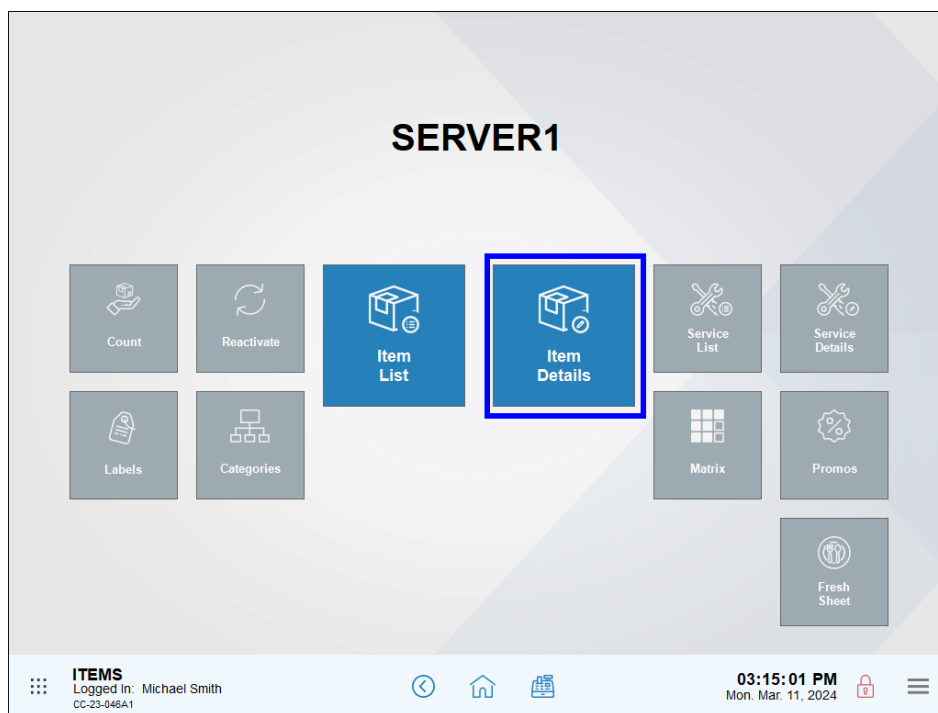 SERVER1
Count
Reactivate
Item
List
Item
Details
Service
List
Service
Details
Labels
Categories
Matrix
Promos
Fresh
Sheet
ITEMS
Logged In: Michael Smith
CC-23-046A1
03:15:01 PM
Mon. Mar. 11, 2024